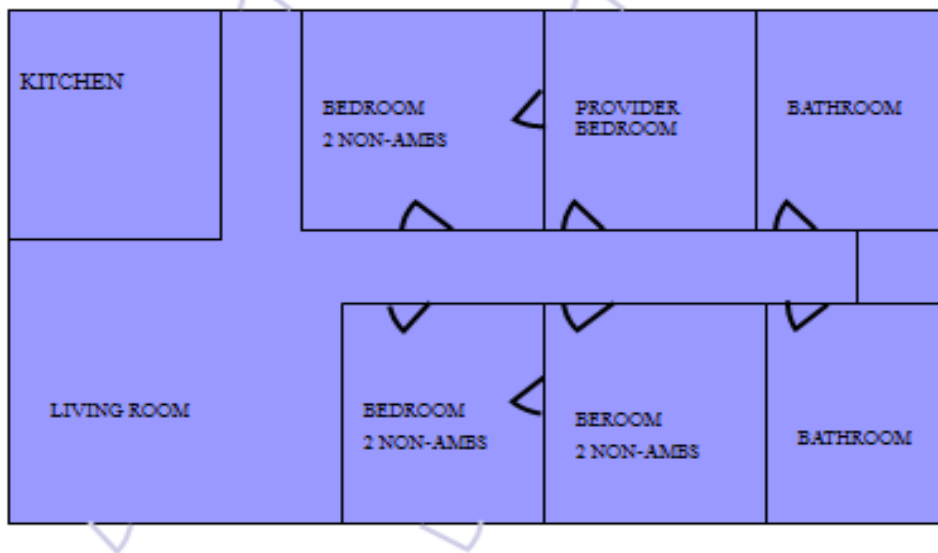 KITCHEN
BEDROOM
2 NON-AMBS
PROVIDER
BEDROOM
BATHROOM
LIVING ROOM
BEDROOM
2 NON-AMBS
BEROOM
2 NON-AMBS
BATHROOM